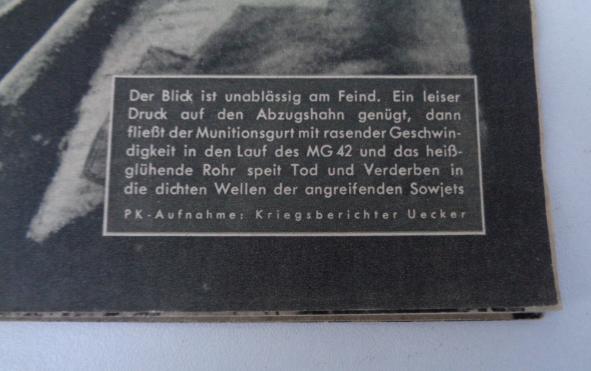 Der Blick ist unablässig am Feind. Ein leiser
Druck auf den Abzugshahn genügt, dann
fließt der Munitionsgurt mit rasender Geschwin-
digkeit in den Lauf des MG 42 und das heiß-
glühende Rohr speit Tod und Verderben in
die dichten Wellen der angreifenden Sowjets
PK-Aufnahme: Kriegsberichter Uecker